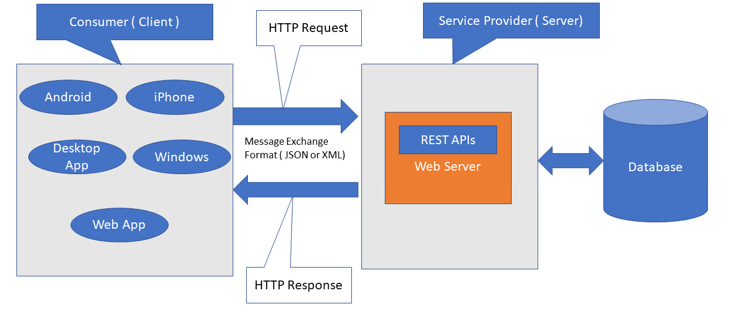 Consumer ( Client )
HTTP Request
Service Provider ( Server)
Android
iPhone
Desktop
App
Windows
Web App
Message Exchange
Format ( JSON or XML)
HTTP Response
REST APIs
Web Server
Database